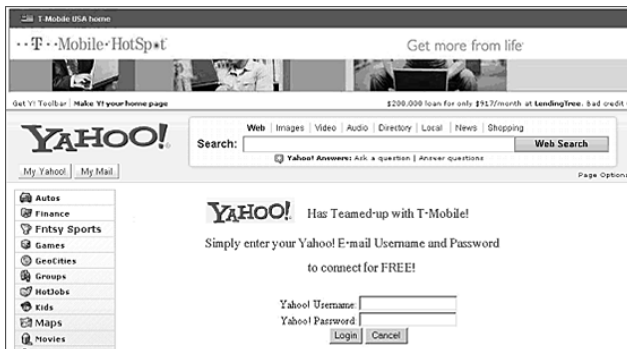 T-Mobile USA home
··T··Mobile·HotSpot
Get more from life
Get Y! Toolbar | Make Y! your home page
$200,000 loan for only $917/month at LendingTree. Bad credit
YAHOO!
Web | Images | Video | Audio | Directory | Local | News | Shopping
Search:
Web Search
Yahoo! Answers: Ask a question | Answer questions
My Yahoo! My Mail
Page Option
Autos
Finance
Fntsy Sports
Games
GeoCities
Groups
HotJobs
Kids
Maps
Movies
YAHOO! Has Teamed-up with T-Mobile!
Simply enter your Yahoo! E-mail Username and Password
to connect for FREE!
Yahoo! Username:
Yahoo! Password:
Login Cancel